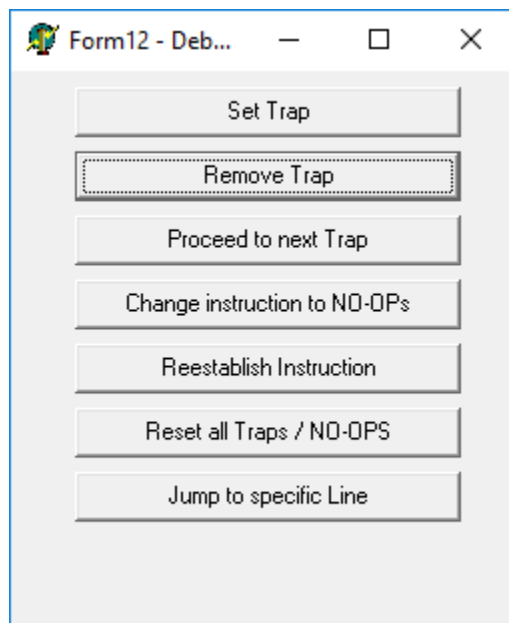 Form12 - Deb...
Set Trap
Remove Trap
Proceed to next Trap
Change instruction to NO-OPs
Reestablish Instruction
Reset all Traps / NO-OPS
Jump to specific Line